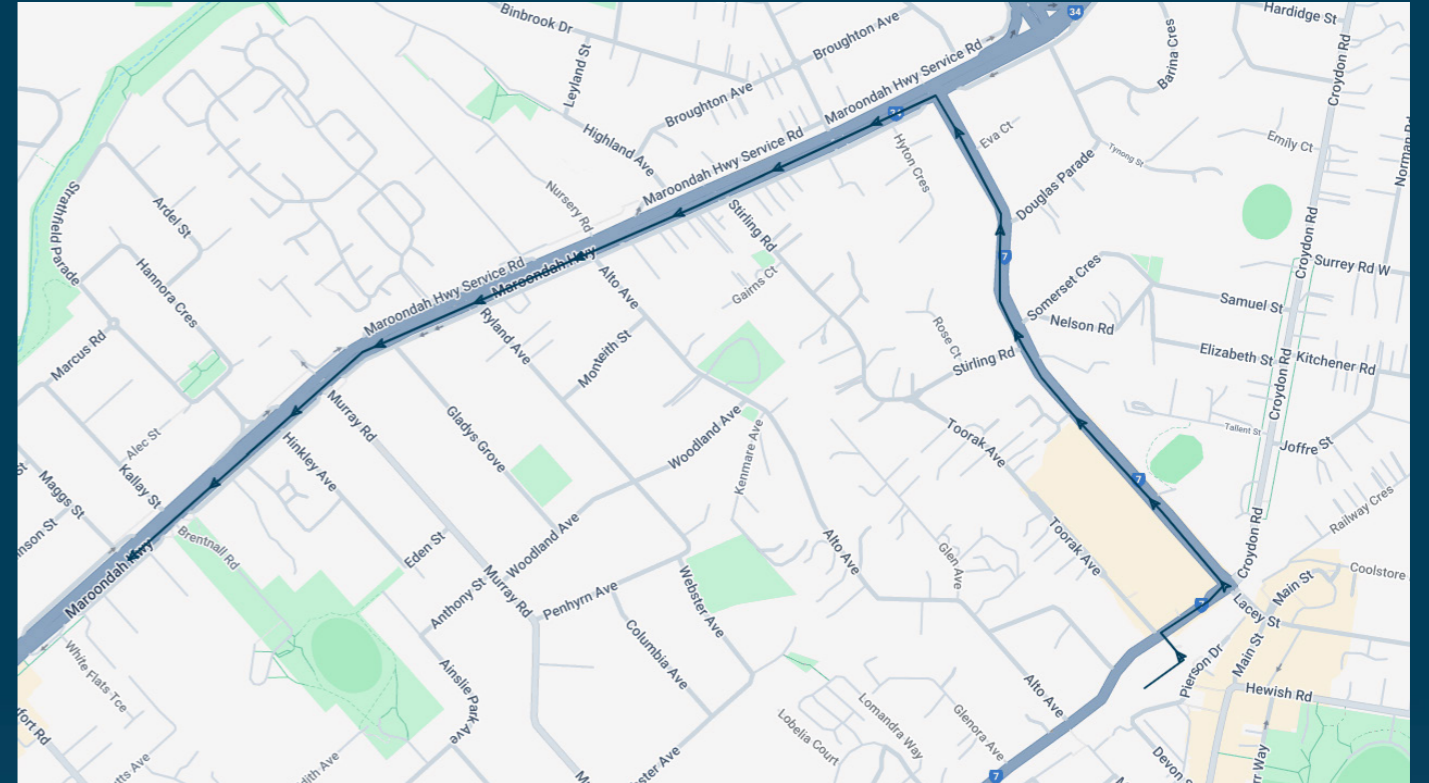 Binbrook Dr
Broughton Ave
34
Hardidge St
Leyland St
Broughton Ave
Maroondah Hwy Service Rd
Barina Cres
Croydon Rd
Highland Ave
Maroondah Hwy Service Rd
Hyton Cres
Eva Ct
Tynong St
Emily Ct
Norman Rd
Strathfield Parade
Ardel St
Nursery Rd
Maroondah Hwy Service Rd
Stirling Rd
Douglas Parade
Croydon Rd
Hannora Cres
Maroondah Hwy Service Rd
Maroondah Hwy
Alto Ave
Gairns Ct
7
Somerset Cres
Surrey Rd W
Samuel St
Marcus Rd
Ryland Ave
Monteith St
Rose Ct
Nelson Rd
Stirling Rd
Elizabeth St
Kitchener Rd
Croydon Rd
Murray Rd
Gladys Grove
Woodland Ave
Kenmare Ave
Toorak Ave
Tallent St
Joffre St
Alec St
Kallay St
Hinkley Ave
Maggs St
7
Railway Cres
inson St
Brentnall Rd
Eden St
Woodland Ave
Alto Ave
Glen Ave
Toorak Ave
Croydon Rd
Maroondah Hwy
Anthony St
Murray Rd
Penhyrn Ave
Webster Ave
7
Main St
Coolstore
Lacey St
White Flats Tce
Columbia Ave
Pierson Dr
Main St
Ainslie Park Ave
Alto Ave
Lomandra Way
Glenora Ave
Hewish Rd
Lobelia Court
7
Devon S